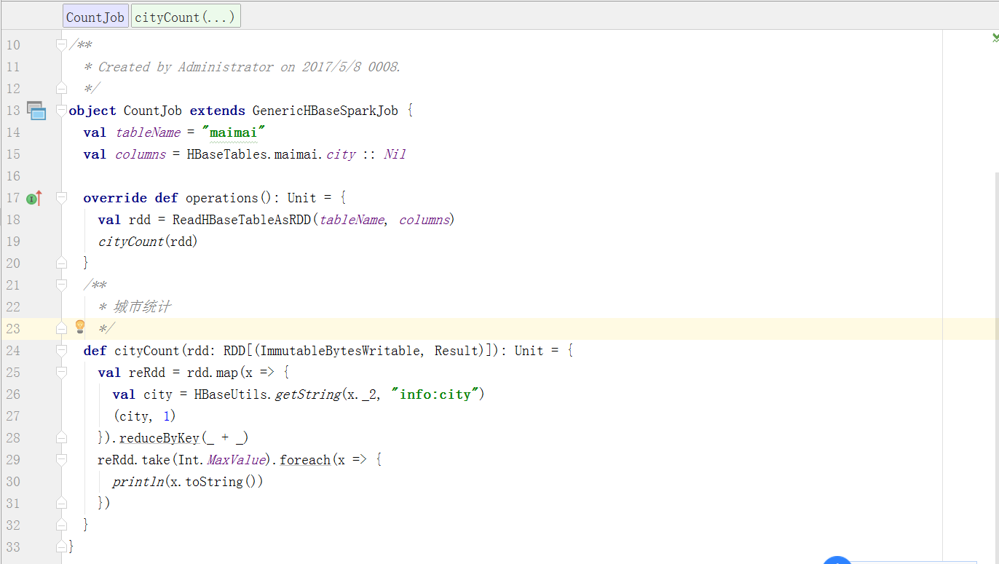 CountJob cityCount(...)
10 /**
11 * Created by Administrator on 2017/5/8 0008.
12 */
13 object CountJob extends GenericHBaseSparkJob {
14 val tableName = "maimai"
15 val columns = HBaseTables.maimai.city :: Nil
16
17 override def operations(): Unit = {
18 val rdd = ReadHBaseTableAsRDD(tableName, columns)
19 cityCount(rdd)
20 }
21 /**
22 * 城市统计
23 */
24 def cityCount(rdd: RDD[(ImmutableBytesWritable, Result)]): Unit = {
25 val reRdd = rdd.map(x => {
26 val city = HBaseUtils.getString(x._2, "info:city")
27 (city, 1)
28 }).reduceByKey(_ + _)
29 reRdd.take(Int.MaxValue).foreach(x => {
30 println(x.toString())
31 })
32 }
33 }